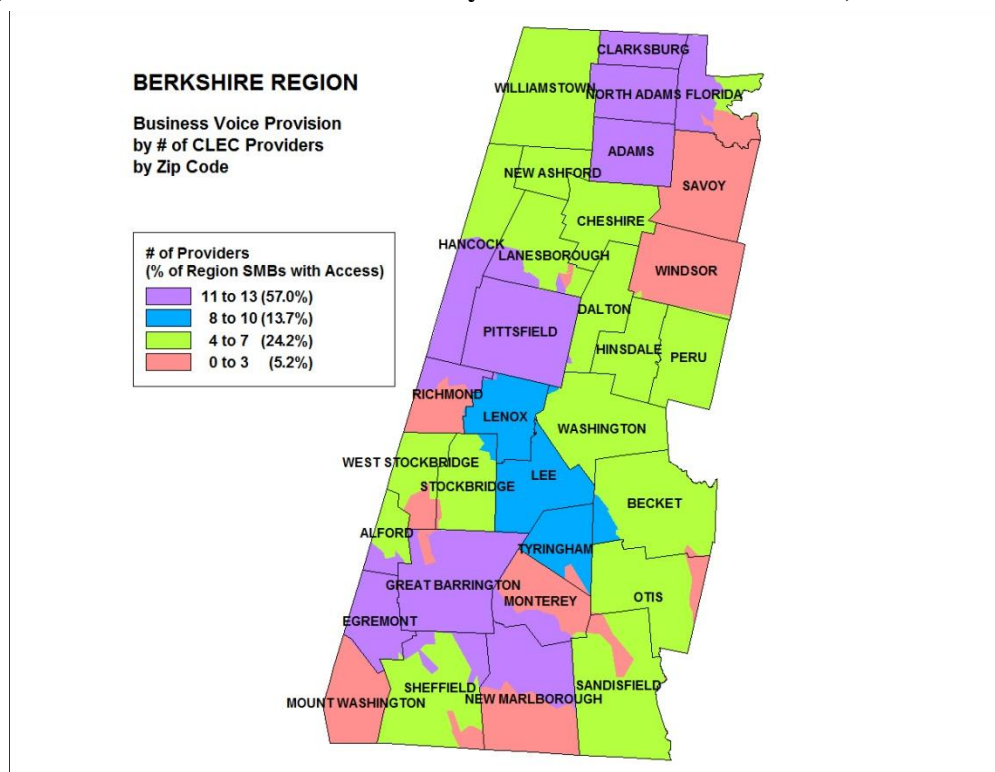 BERKSHIRE REGION
Business Voice Provision
by # of CLEC Providers
by Zip Code
# of Providers
(% of Region SMBs with Access)
11 to 13 (57.0%)
8 to 10 (13.7%)
4 to 7 (24.2%)
0 to 3 (5.2%)
CLARKSBURG
WILLIAMSTOWN
NORTH ADAMS
FLORIDA
ADAMS
NEW ASHFORD
SAVOY
CHESHIRE
HANCOCK
LANESBOROUGH
WINDSOR
DALTON
PITTSFIELD
HINSDALE
PERU
RICHMOND
LENOX
WASHINGTON
WEST STOCKBRIDGE
LEE
STOCKBRIDGE
BECKET
ALFORD
TYRINGHAM
GREAT BARRINGTON
MONTEREY
OTIS
EGREMONT
SHEFFIELD
SANDISFIELD
NEW MARLBOROUGH
MOUNT WASHINGTON